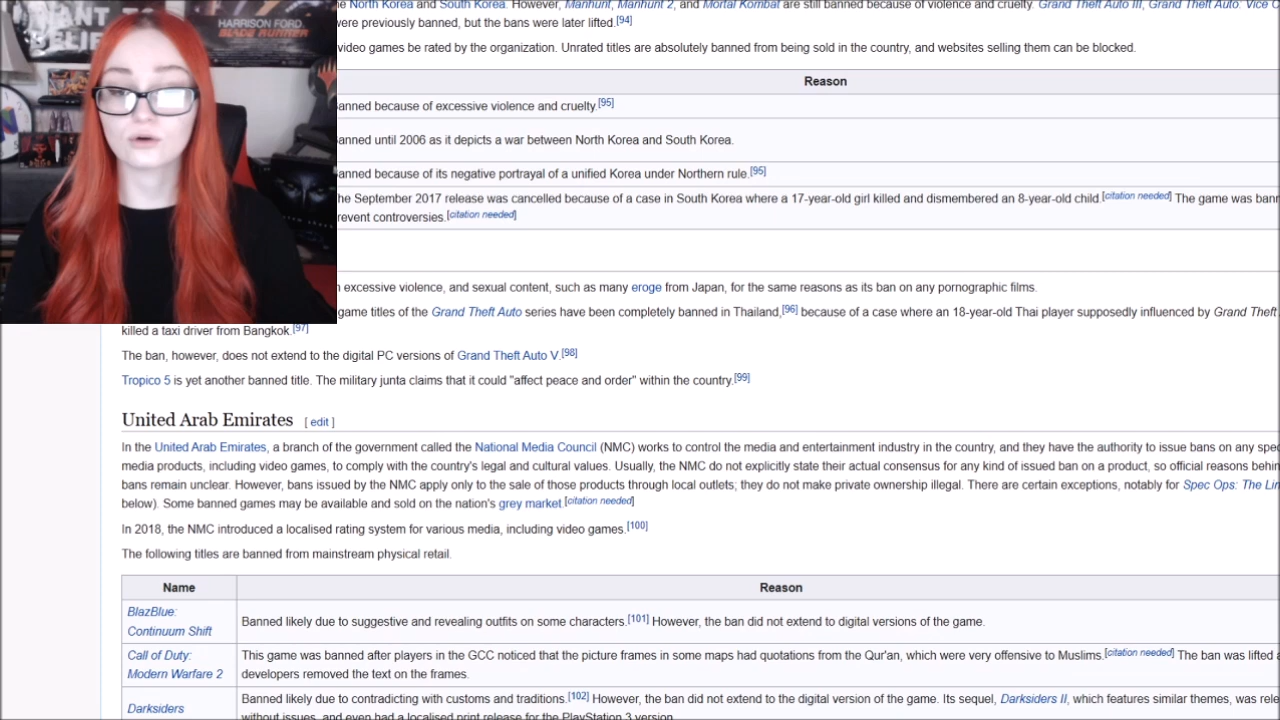 HARRISON FORD
BLADE RUNNER
North Korea and South Korea. However, Manhunt, Manhunt 2, and Mortal Kombat are still banned because of violence and cruelty. Grand Theft Auto III, Grand Theft Auto: Vice
were previously banned, but the bans were later lifted.[94]
video games be rated by the organization. Unrated titles are absolutely banned from being sold in the country, and websites selling them can be blocked.
Reason
anned because of excessive violence and cruelty.[95]
anned until 2006 as it depicts a war between North Korea and South Korea.
anned because of its negative portrayal of a unified Korea under Northern rule.[95]
he September 2017 release was cancelled because of a case in South Korea where a 17-year-old girl killed and dismembered an 8-year-old child.[citation needed] The game was ban
revent controversies.[citation needed]
excessive violence, and sexual content, such as many eroge from Japan, for the same reasons as its ban on any pornographic films.
game titles of the Grand Theft Auto series have been completely banned in Thailand,[96] because of a case where an 18-year-old Thai player supposedly influenced by Grand Theft
killed a taxi driver from Bangkok.[97]
The ban, however, does not extend to the digital PC versions of Grand Theft Auto V.[98]
Tropico 5 is yet another banned title. The military junta claims that it could "affect peace and order" within the country.[99]
United Arab Emirates [ edit ]
In the United Arab Emirates, a branch of the government called the National Media Council (NMC) works to control the media and entertainment industry in the country, and they have the authority to issue bans on any spe
media products, including video games, to comply with the country's legal and cultural values. Usually, the NMC do not explicitly state their actual consensus for any kind of issued ban on a product, so official reasons behin
bans remain unclear. However, bans issued by the NMC apply only to the sale of those products through local outlets; they do not make private ownership illegal. There are certain exceptions, notably for Spec Ops: The Lin
below). Some banned games may be available and sold on the nation's grey market [citation needed]
In 2018, the NMC introduced a localised rating system for various media, including video games.[100]
The following titles are banned from mainstream physical retail.
Name Reason
BlazBlue:
Continuum Shift
Banned likely due to suggestive and revealing outfits on some characters.[101] However, the ban did not extend to digital versions of the game.
Call of Duty:
Modern Warfare 2
This game was banned after players in the GCC noticed that the picture frames in some maps had quotations from the Qur'an, which were very offensive to Muslims.[citation needed] The ban was lifted a
developers removed the text on the frames.
Darksiders
Banned likely due to contradicting with customs and traditions.[102] However, the ban did not extend to the digital version of the game. Its sequel, Darksiders II, which features similar themes, was rele
without issues, and even had a localised print release for the PlayStation 3 version.